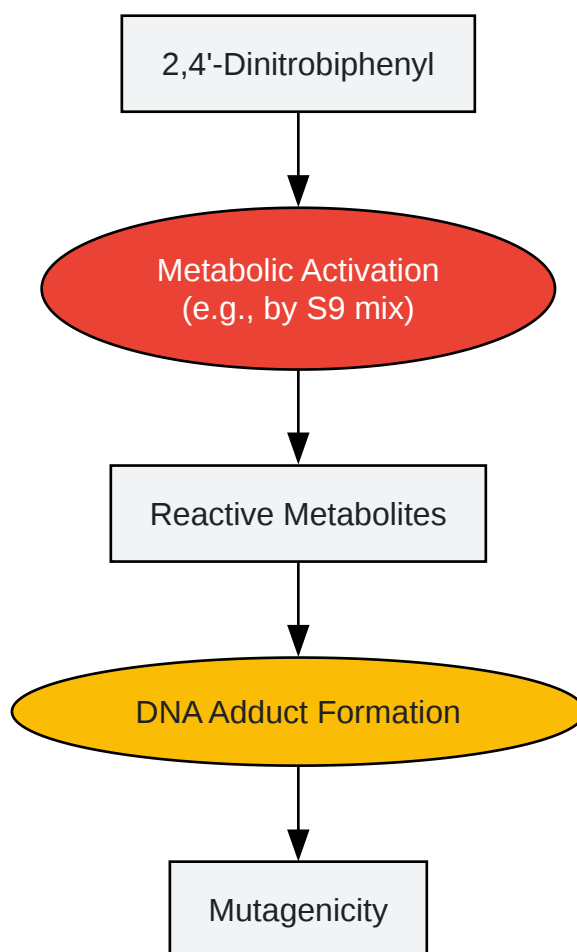 2,4'-Dinitrobiphenyl
Metabolic Activation
(e.g., by S9 mix)
Reactive Metabolites
DNA Adduct Formation
Mutagenicity